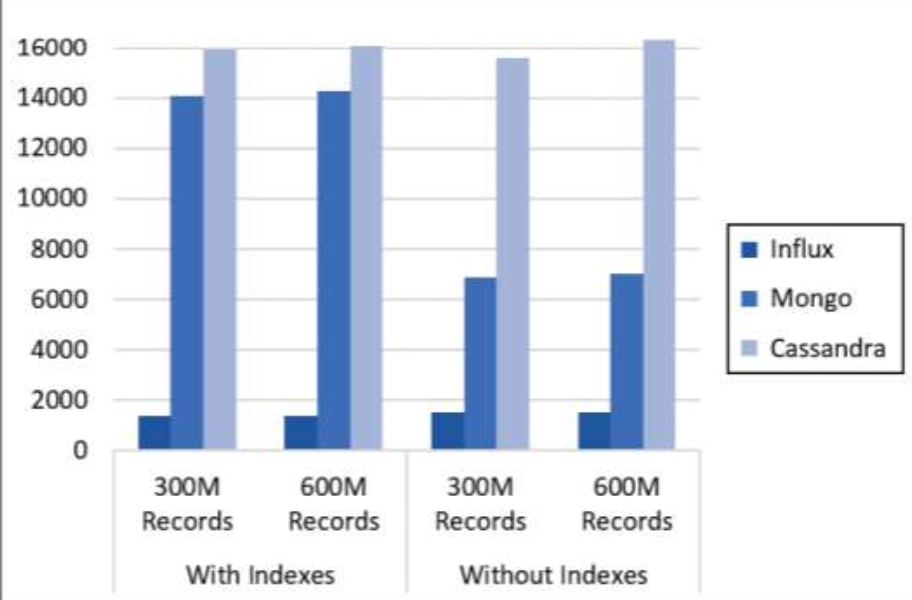 16000
14000
12000
10000
8000
6000
4000
2000
0
300M
Records
600M
Records
300M
Records
600M
Records
With Indexes
Without Indexes
Influx
Mongo
Cassandra